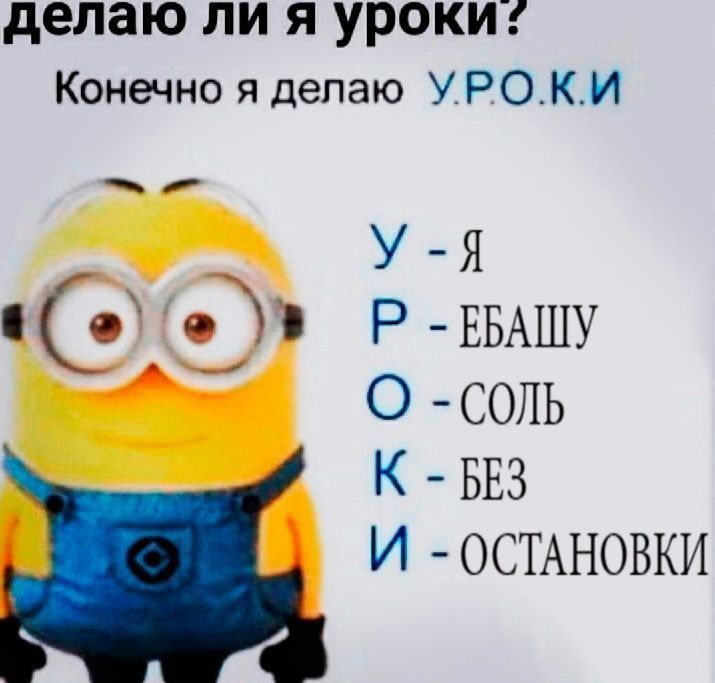 делаю ли я уроки?
Конечно я делаю У.Р.О.К.И
У - Я
Р - ЕБАШУ
О - СОЛЬ
К - БЕЗ
И - ОСТАНОВКИ